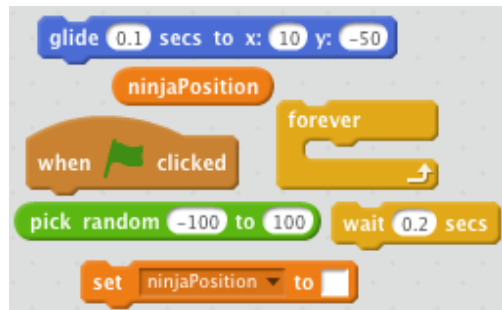 glide 0.1 secs to x: 10 y: -50
ninjaPosition
forever
when clicked
pick random -100 to 100
wait 0.2 secs
set ninjaPosition to